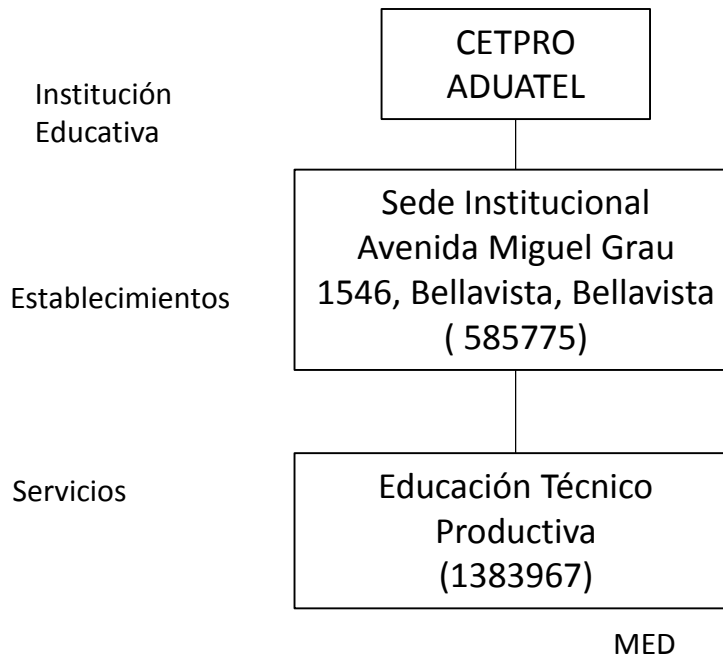 CETPRO
ADUATEL
Institución
Educativa
Sede Institucional
Avenida Miguel Grau
1546, Bellavista, Bellavista
( 585775)
Establecimientos
Educación Técnico
Productiva
(1383967)
Servicios
MED